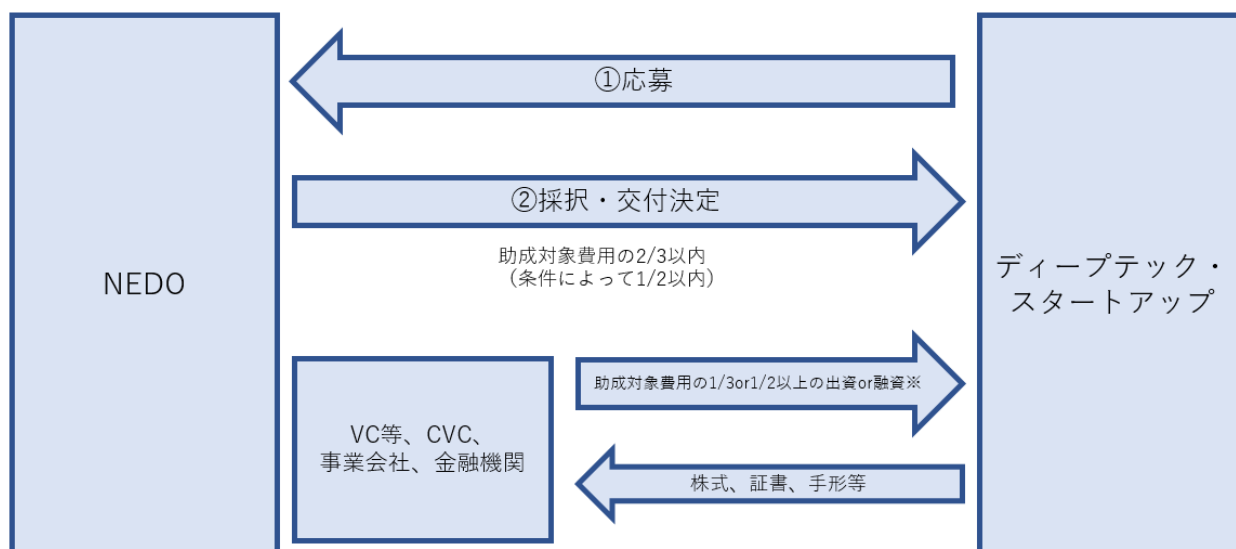 ①応募
②採択・交付決定
助成対象費用の2/3以内
（条件によって1/2以内）
NEDO
ディープテック・
スタートアップ
助成対象費用の1/3or1/2以上の出資or融資※
VC等、CVC、
事業会社、金融機関
株式、証書、手形等